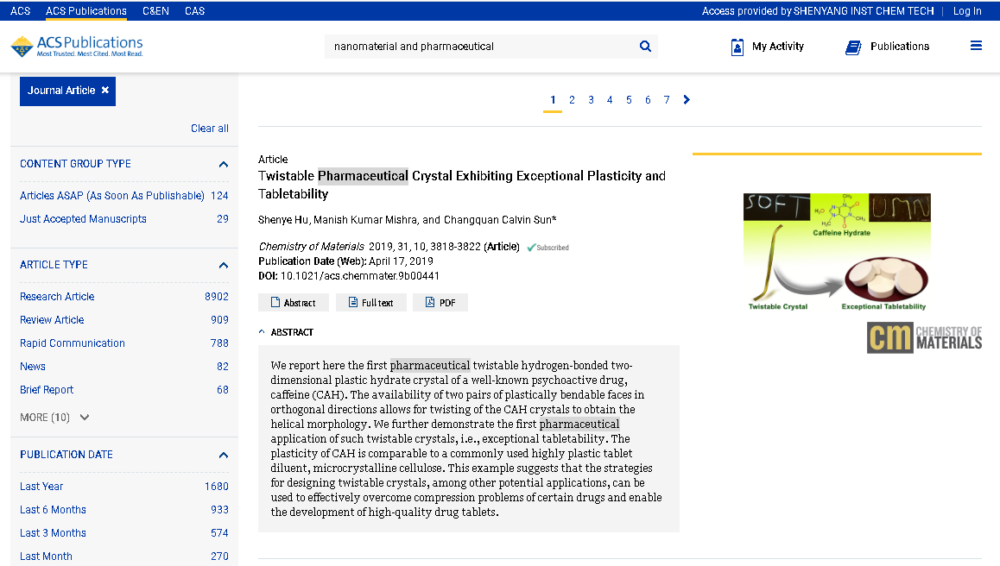 ACS ACS Publications C&EN CAS Access provided by SHENYANG INST CHEM TECH | Log In
ACS Publications
Most Trusted. Most Cited. Most Read.
nanomaterial and pharmaceutical
My Activity
Publications
Journal Article ×
Clear all
CONTENT GROUP TYPE
Articles ASAP (As Soon As Publishable) 124
Just Accepted Manuscripts 29
ARTICLE TYPE
Research Article 8902
Review Article 909
Rapid Communication 788
News 82
Brief Report 68
MORE (10)
PUBLICATION DATE
Last Year 1680
Last 6 Months 933
Last 3 Months 574
Last Month 270
1 2 3 4 5 6 7
Article
Twistable Pharmaceutical Crystal Exhibiting Exceptional Plasticity and
Tabletability
Shenye Hu, Manish Kumar Mishra, and Changquan Calvin Sun*
Chemistry of Materials 2019, 31, 10, 3818-3822 (Article) Subscribed
Publication Date (Web): April 17, 2019
DOI: 10.1021/acs.chemmater.9b00441
Abstract Full text PDF
ABSTRACT
We report here the first pharmaceutical twistable hydrogen-bonded two-
dimensional plastic hydrate crystal of a well-known psychoactive drug,
caffeine (CAH). The availability of two pairs of plastically bendable faces in
orthogonal directions allows for twisting of the CAH crystals to obtain the
helical morphology. We further demonstrate the first pharmaceutical
application of such twistable crystals, i.e., exceptional tabletability. The
plasticity of CAH is comparable to a commonly used highly plastic tablet
diluent, microcrystalline cellulose. This example suggests that the strategies
for designing twistable crystals, among other potential applications, can be
used to effectively overcome compression problems of certain drugs and enable
the development of high-quality drug tablets.
SOFT
UMN
Caffeine Hydrate
Twistable Crystal
Exceptional Tabletability
cm CHEMISTRY OF
MATERIALS